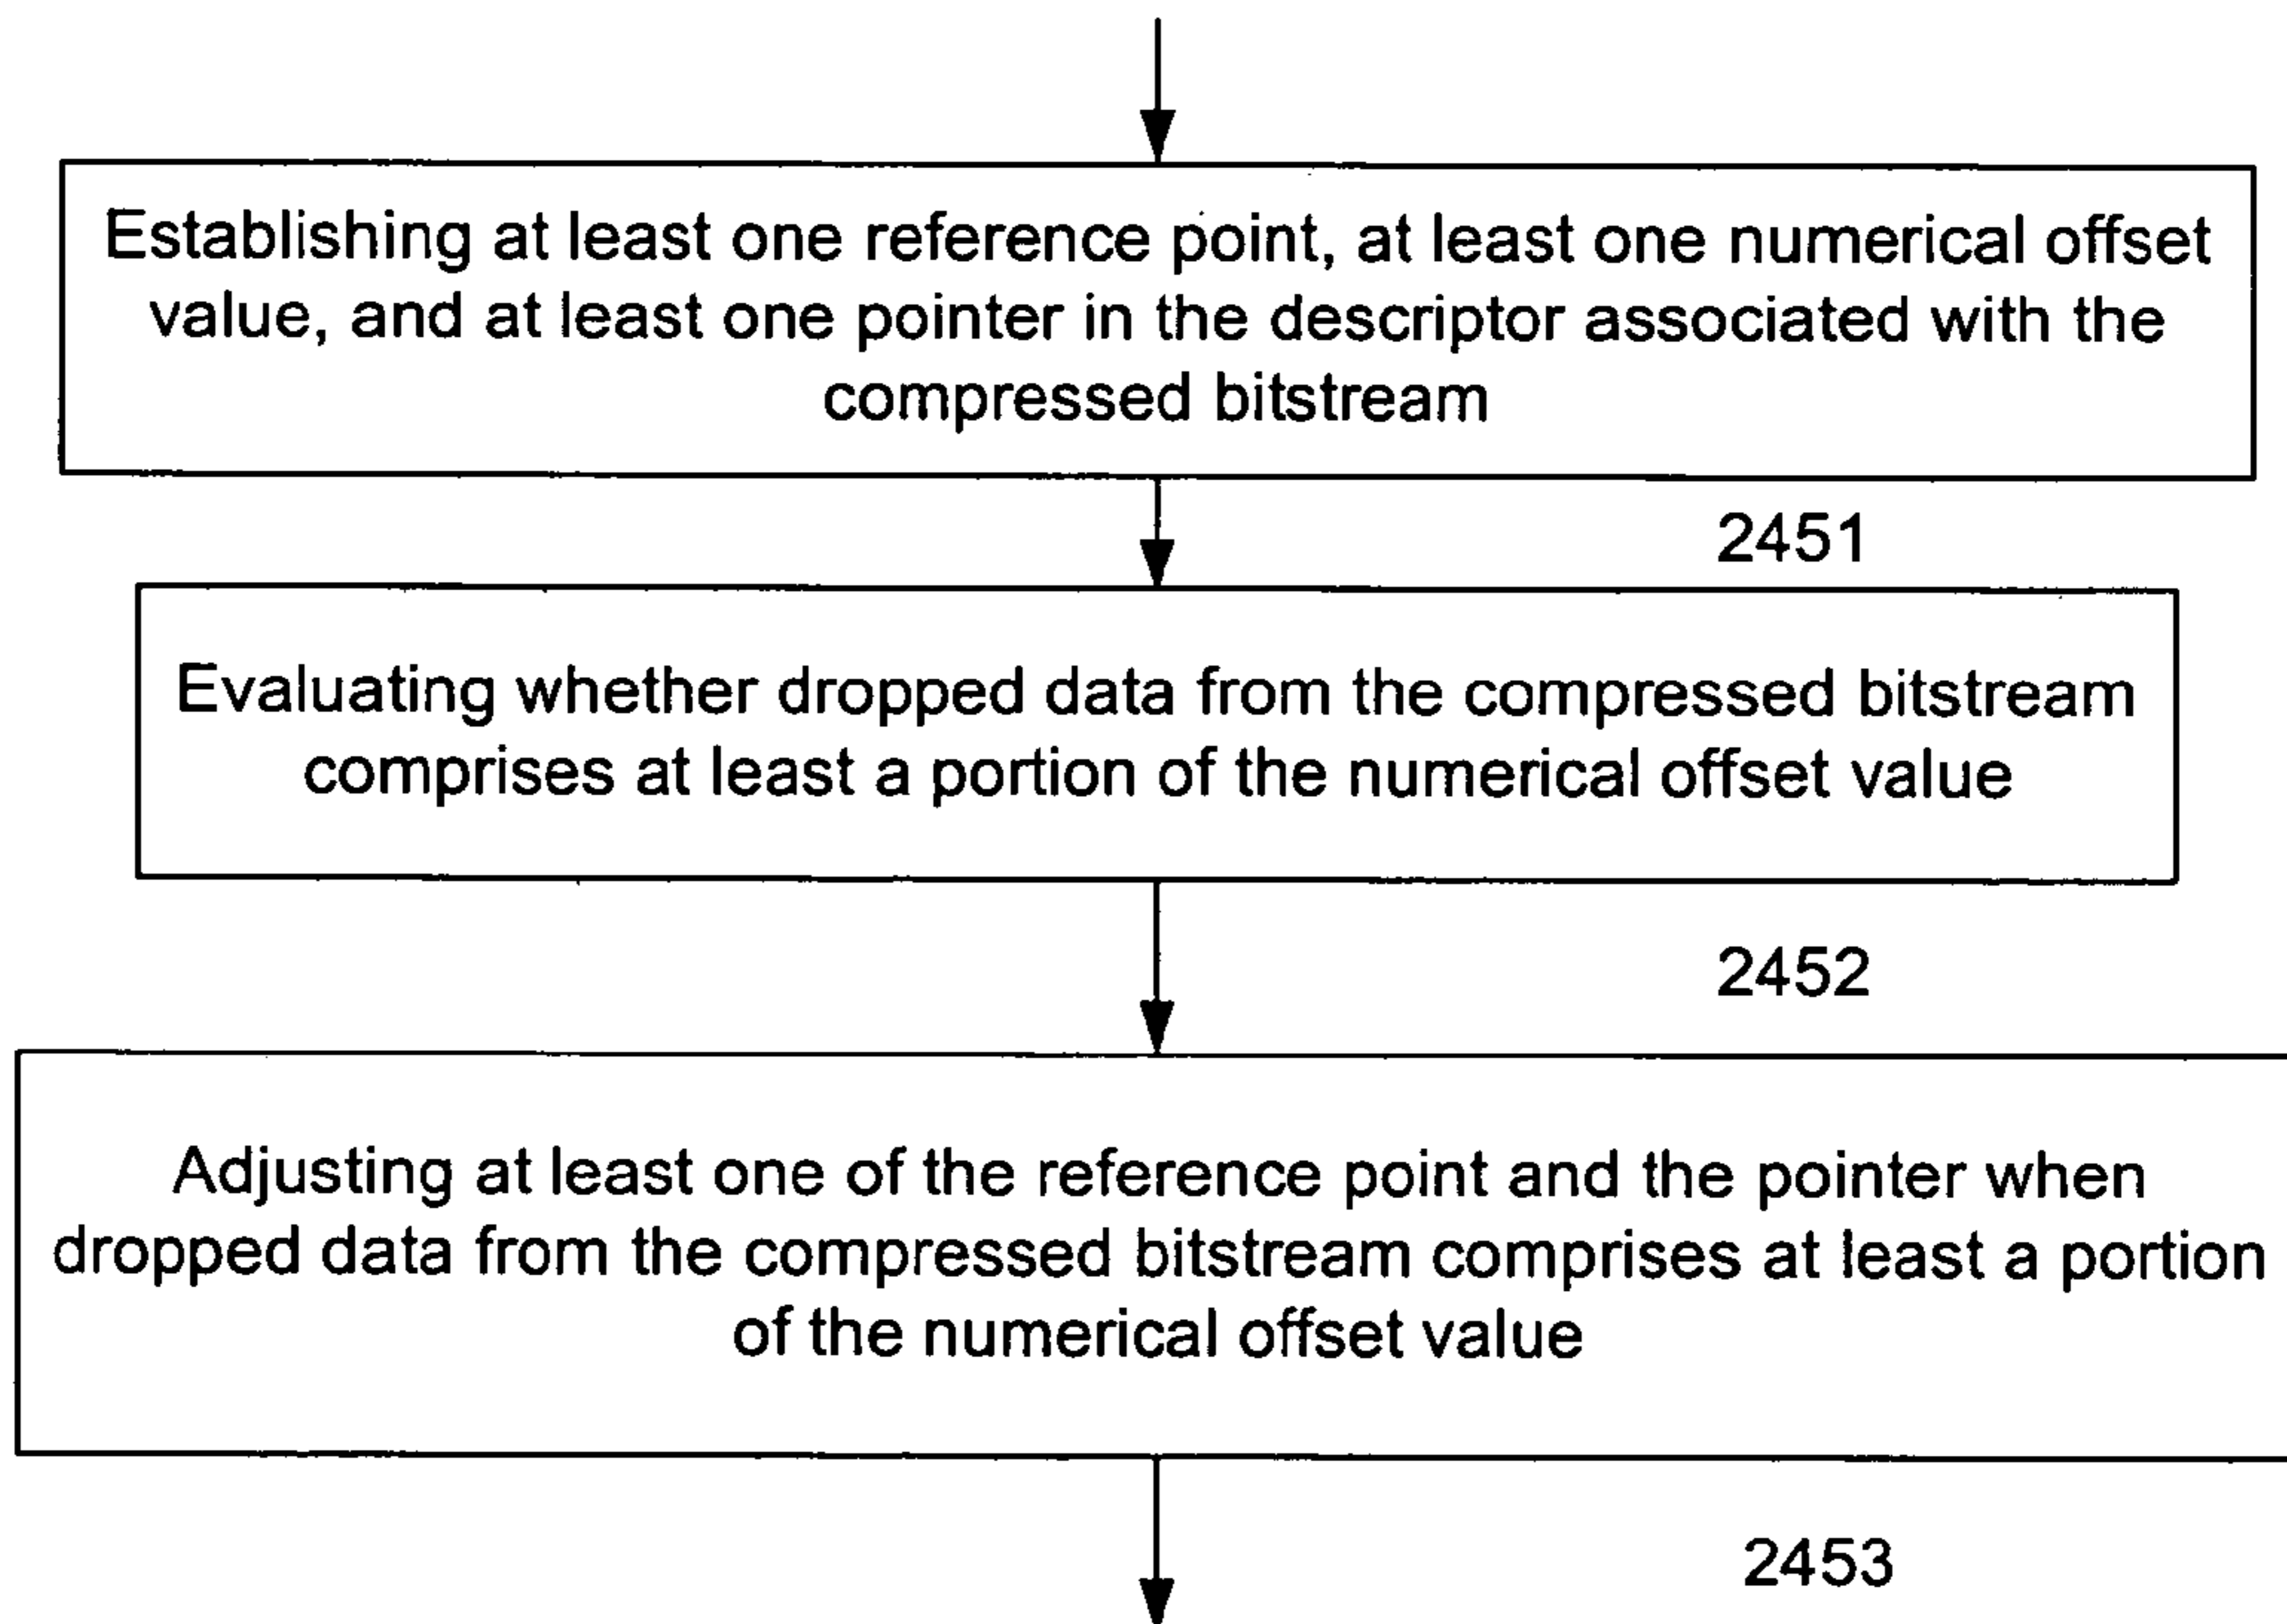 Establishing at least one reference point, at least one numerical offset
value, and at least one pointer in the descriptor associated with the
compressed bitstream
2451
Evaluating whether dropped data from the compressed bitstream
comprises at least a portion of the numerical offset value
2452
Adjusting at least one of the reference point and the pointer when
dropped data from the compressed bitstream comprises at least a portion
of the numerical offset value
2453